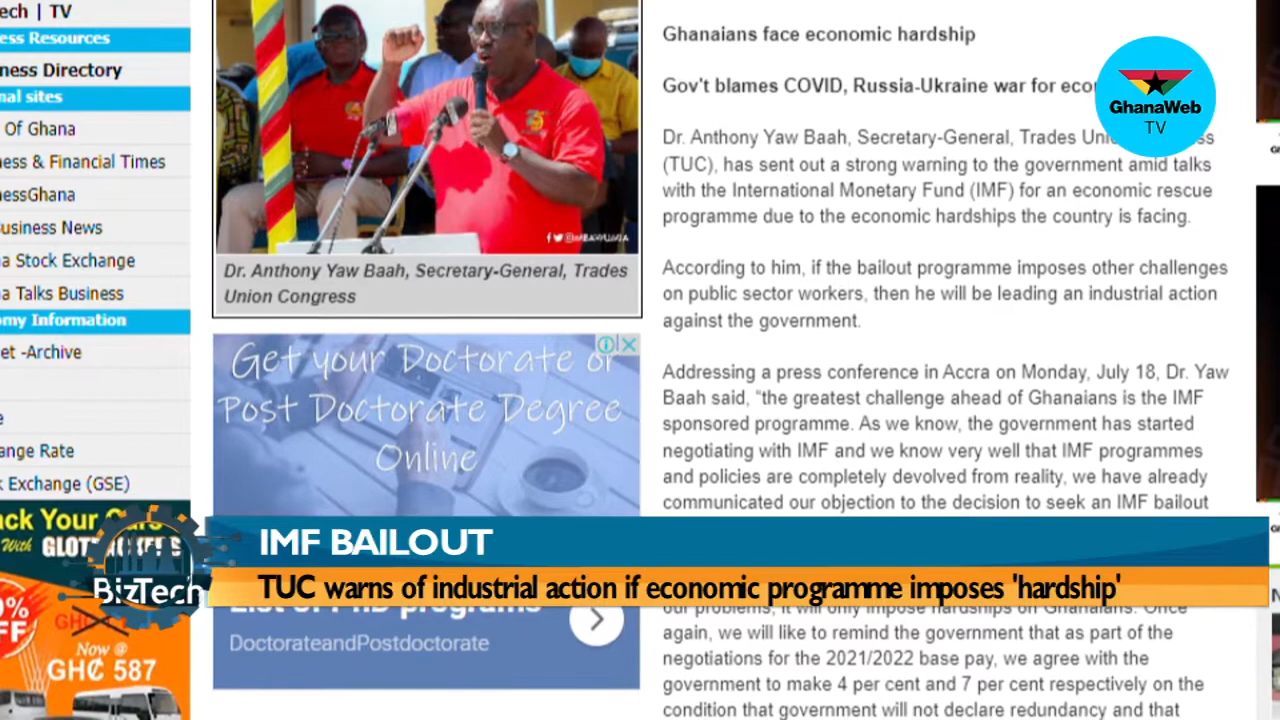 ech | TV
ess Resources
ness Directory
nal sites
Of Ghana
ness & Financial Times
nessGhana
usiness News
a Stock Exchange
a Talks Business
omy Information
et -Archive
e
ange Rate
k Exchange (GSE)
ack Your Cars
With
Now @
GH₵ 587
BizTech
f @MBAWUMIA
Dr. Anthony Yaw Baah, Secretary-General, Trades
Union Congress
Get your Doctorate or
Post Doctorate Degree
Online
List of PhD programs
DoctorateandPostdoctorate
Ghanaians face economic hardship
Gov't blames COVID, Russia-Ukraine war for eco
GhanaWeb
TV
Dr. Anthony Yaw Baah, Secretary-General, Trades Uni ss
(TUC), has sent out a strong warning to the government amid talks
with the International Monetary Fund (IMF) for an economic rescue
programme due to the economic hardships the country is facing.
According to him, if the bailout programme imposes other challenges
on public sector workers, then he will be leading an industrial action
against the government.
Addressing a press conference in Accra on Monday, July 18, Dr. Yaw
Baah said, "the greatest challenge ahead of Ghanaians is the IMF
sponsored programme. As we know, the government has started
negotiating with IMF and we know very well that IMF programmes
and policies are completely devolved from reality, we have already
communicated our objection to the decision to seek an IMF bailout
IMF BAILOUT
TUC warns of industrial action if economic programme imposes 'hardship'
our problems, it will only impose hardships on Ghanaians. Once
again, we will like to remind the government that as part of the
negotiations for the 2021/2022 base pay, we agree with the
government to make 4 per cent and 7 per cent respectively on the
condition that government will not declare redundancy and that